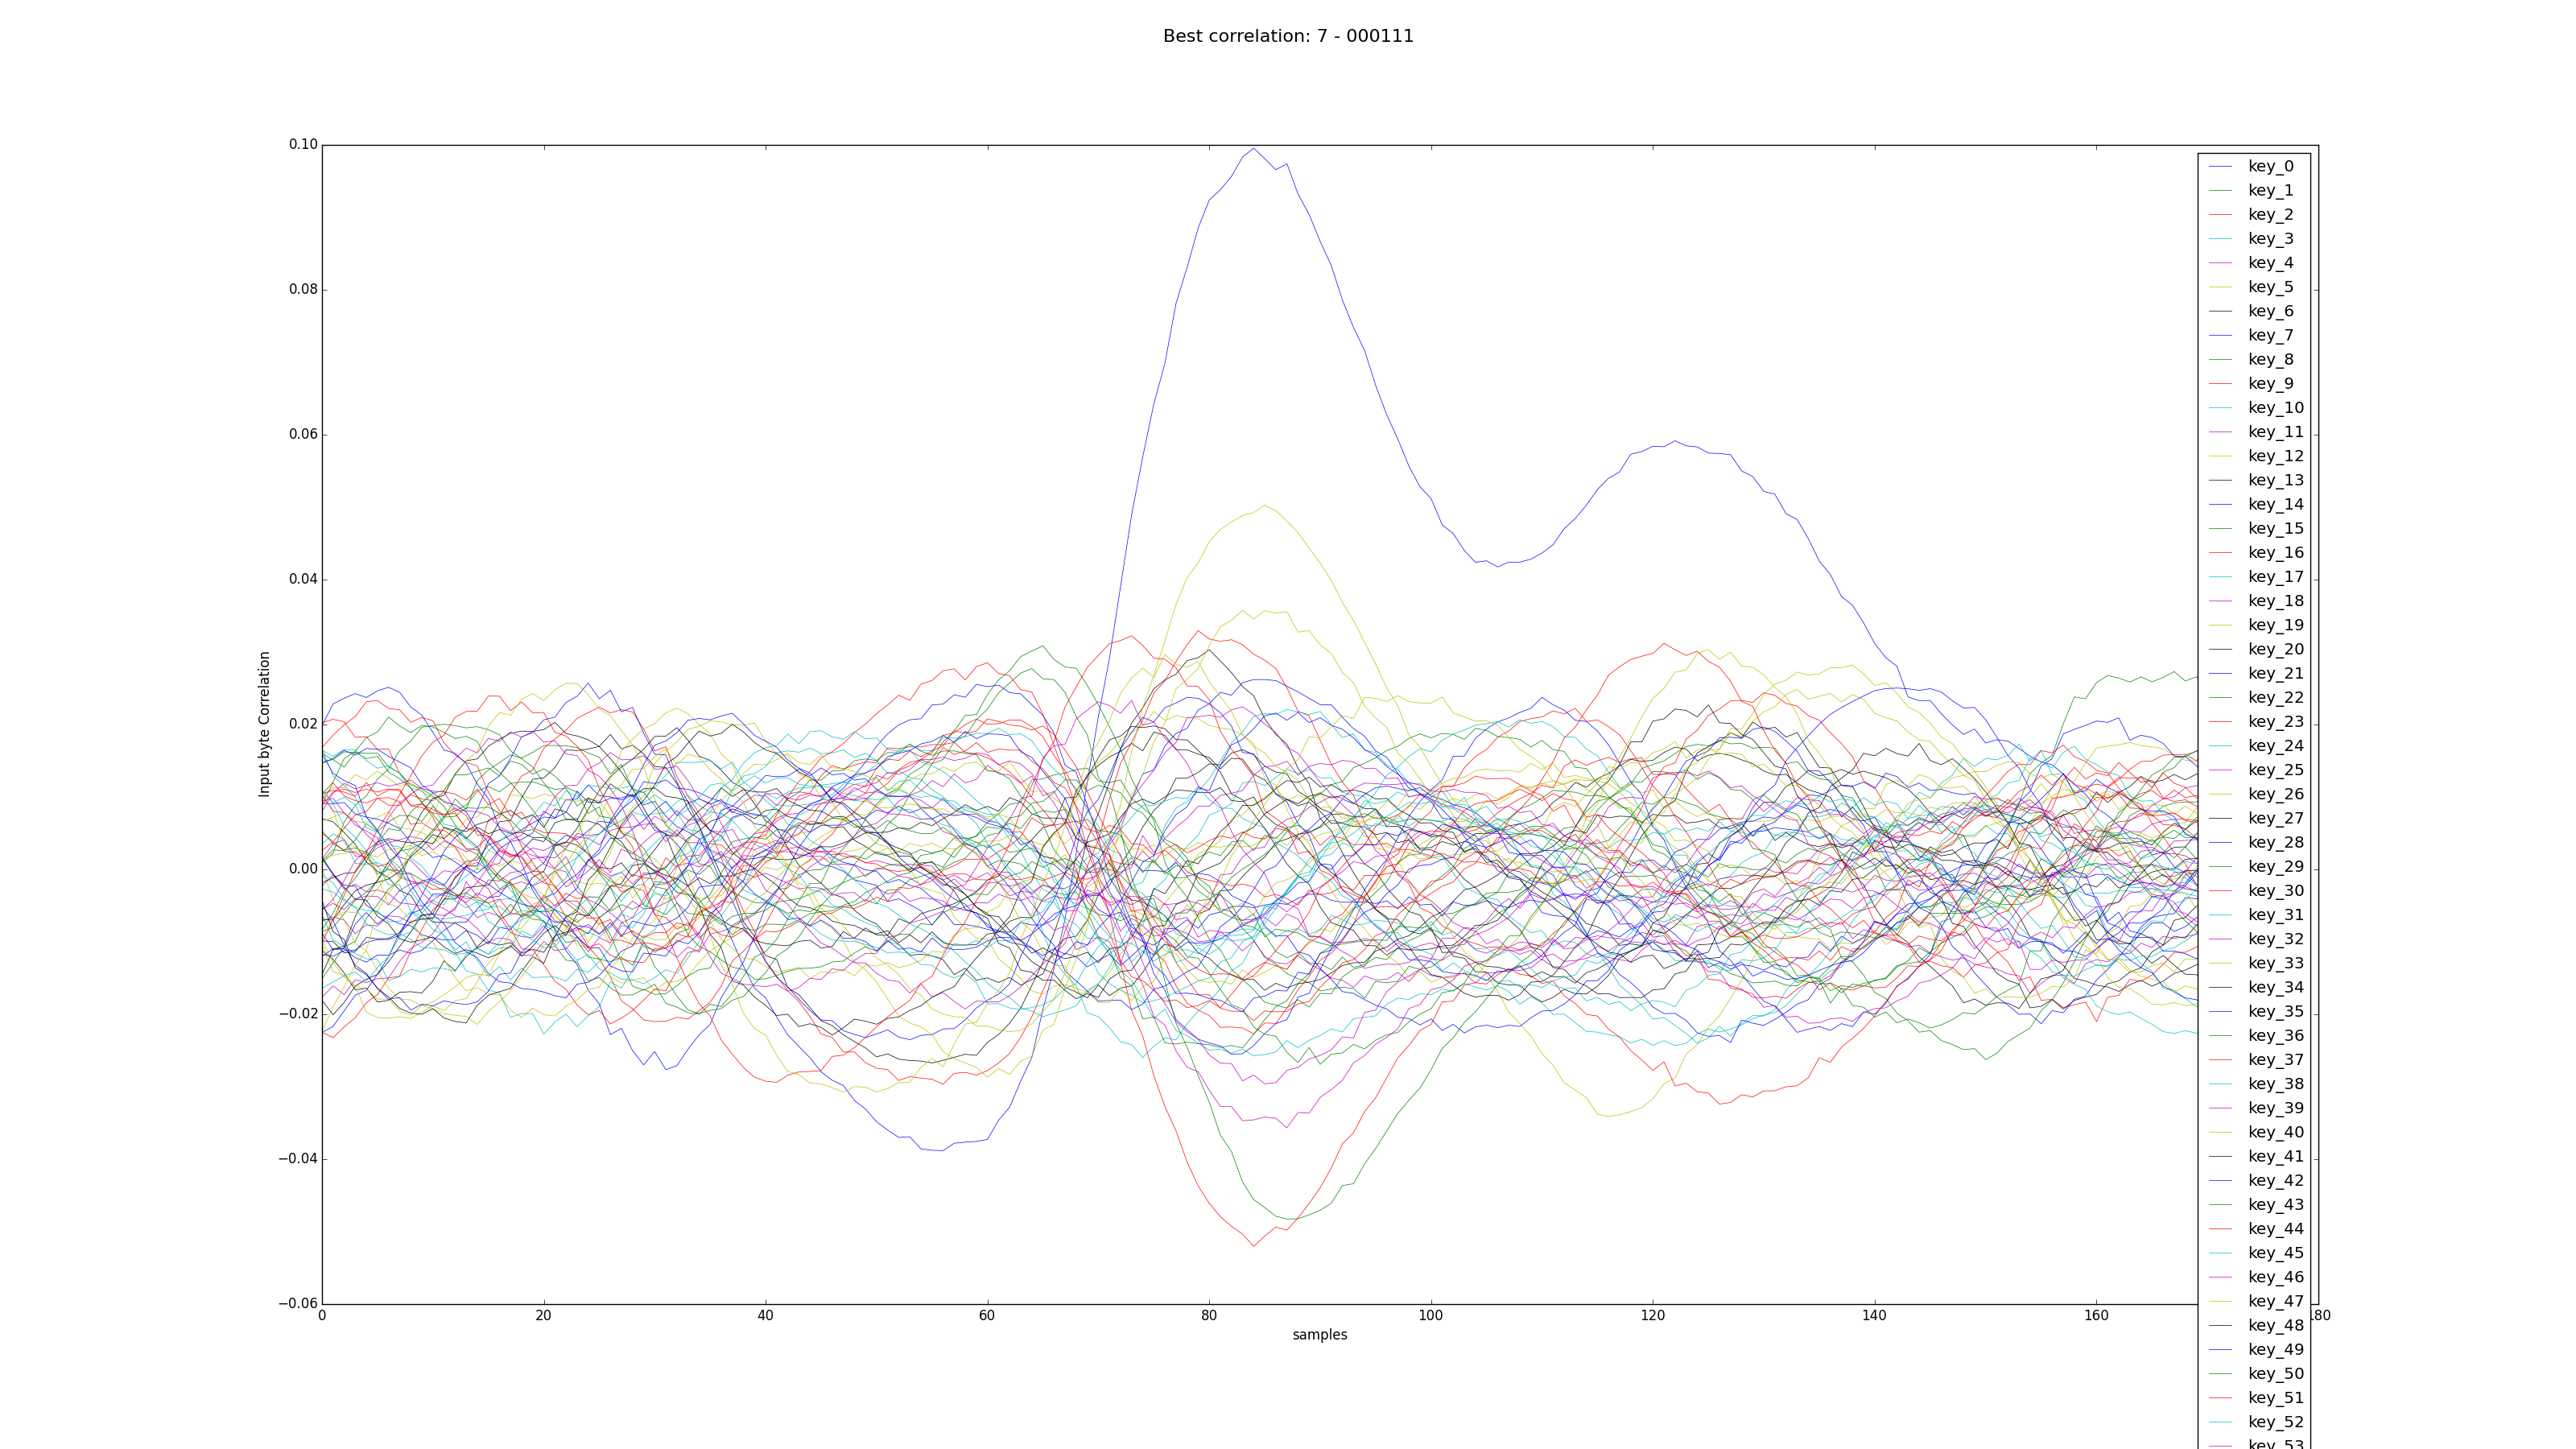 Best correlation: 7 - 000111
0.10
0.08
0.06
0.04
0.02
0.00
−0.02
−0.04
−0.06
Input byte Correlation
0 20 40 60 80 100 120 140 160 180
samples
key_0
key_1
key_2
key_3
key_4
key_5
key_6
key_7
key_8
key_9
key_10
key_11
key_12
key_13
key_14
key_15
key_16
key_17
key_18
key_19
key_20
key_21
key_22
key_23
key_24
key_25
key_26
key_27
key_28
key_29
key_30
key_31
key_32
key_33
key_34
key_35
key_36
key_37
key_38
key_39
key_40
key_41
key_42
key_43
key_44
key_45
key_46
key_47
key_48
key_49
key_50
key_51
key_52
key_53